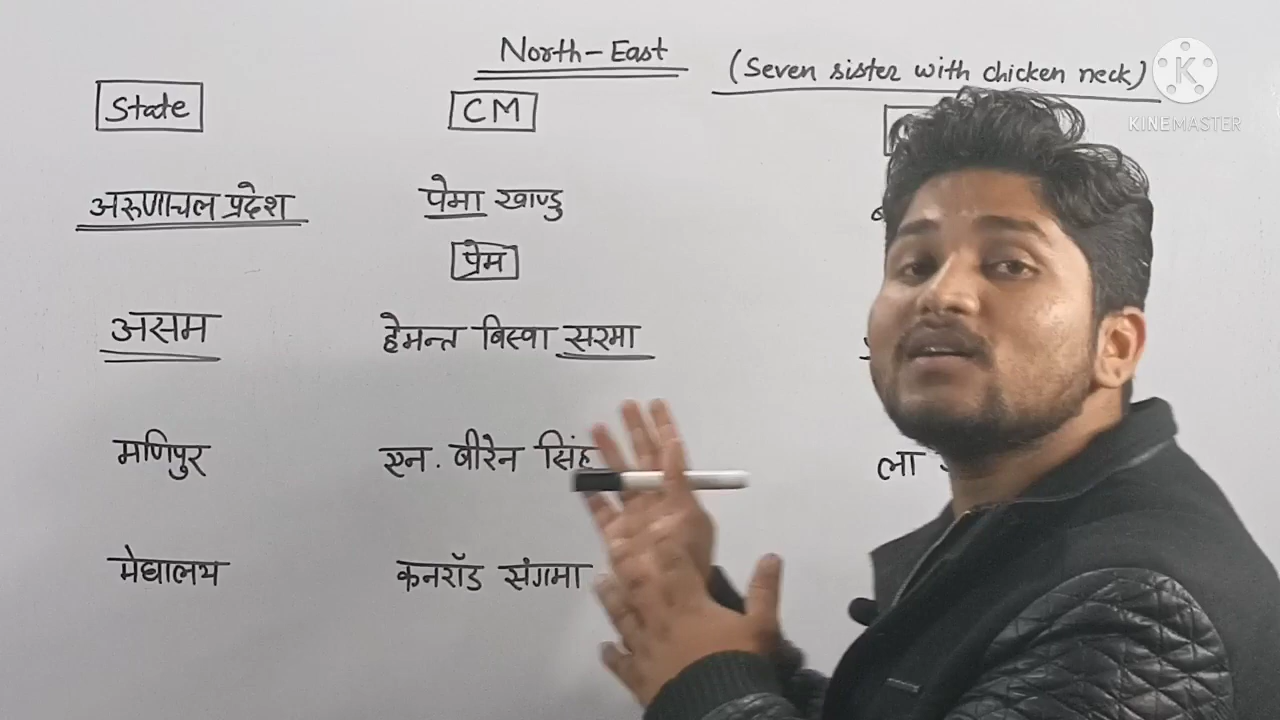 North-East
(Seven sister with chicken neck)
K
KINEMASTER
State CM
अरुणाचल प्रदेश पेमा खाण्डु
प्रेम
असम हेमन्त बिस्वा सरमा
मणिपुर एन. बीरेन सिंह ला
मेघालय कनरॉड संगमा